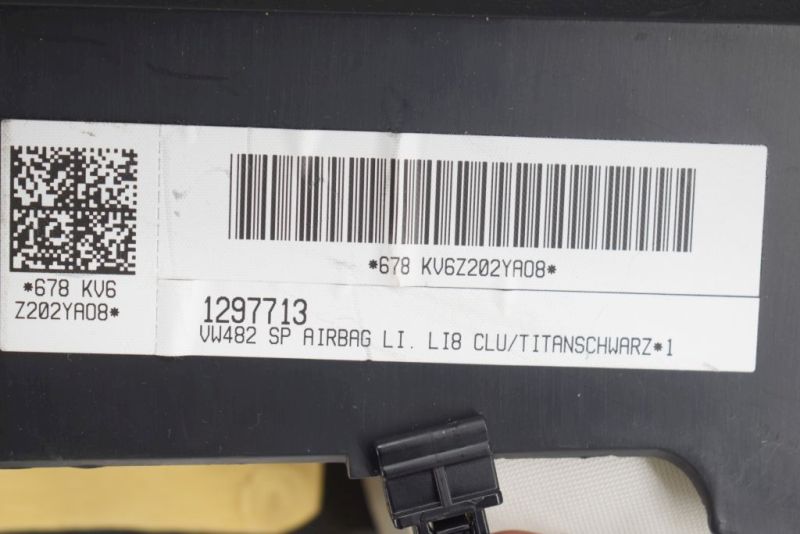 *678 KV6
Z202YA08*
*678 KV6Z202YA08*
1297713
VW482 SP AIRBAG LI. LI8 CLU/TITANSCHWARZ*1